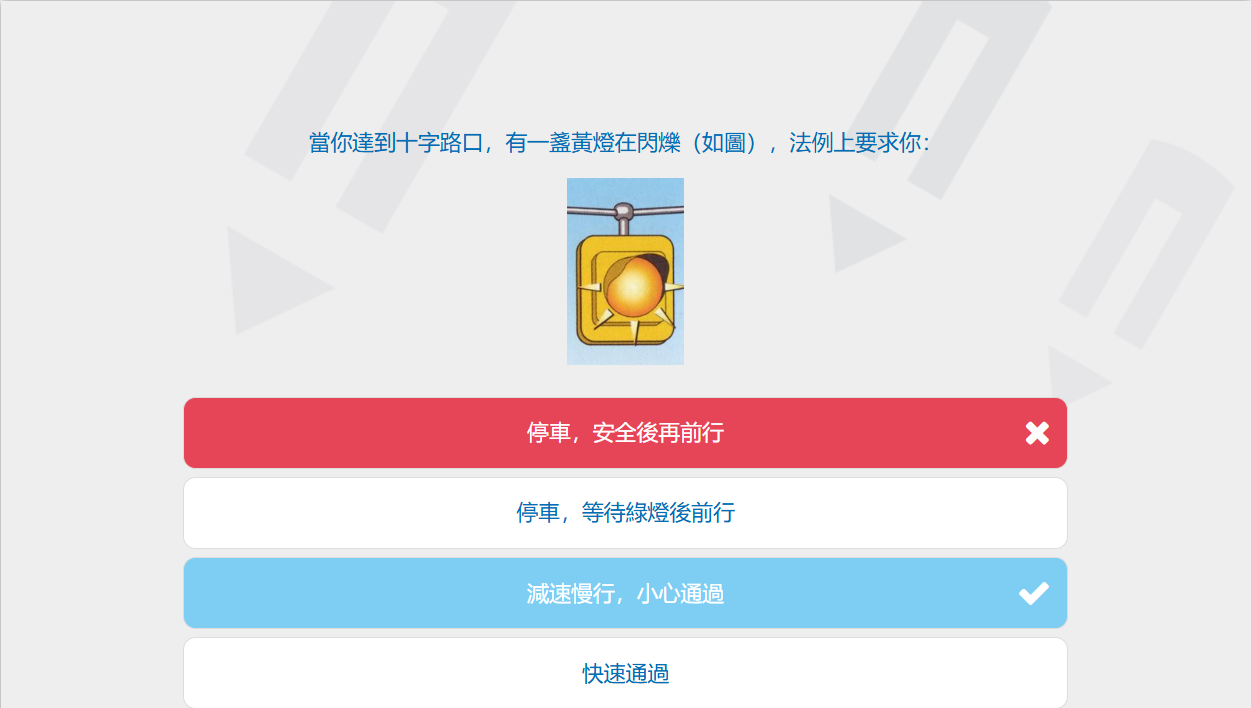 當你達到十字路口，有一盞黃燈在閃爍（如圖），法例上要求你：
停車，安全後再前行
停車，等待綠燈後前行
減速慢行，小心通過
快速通過